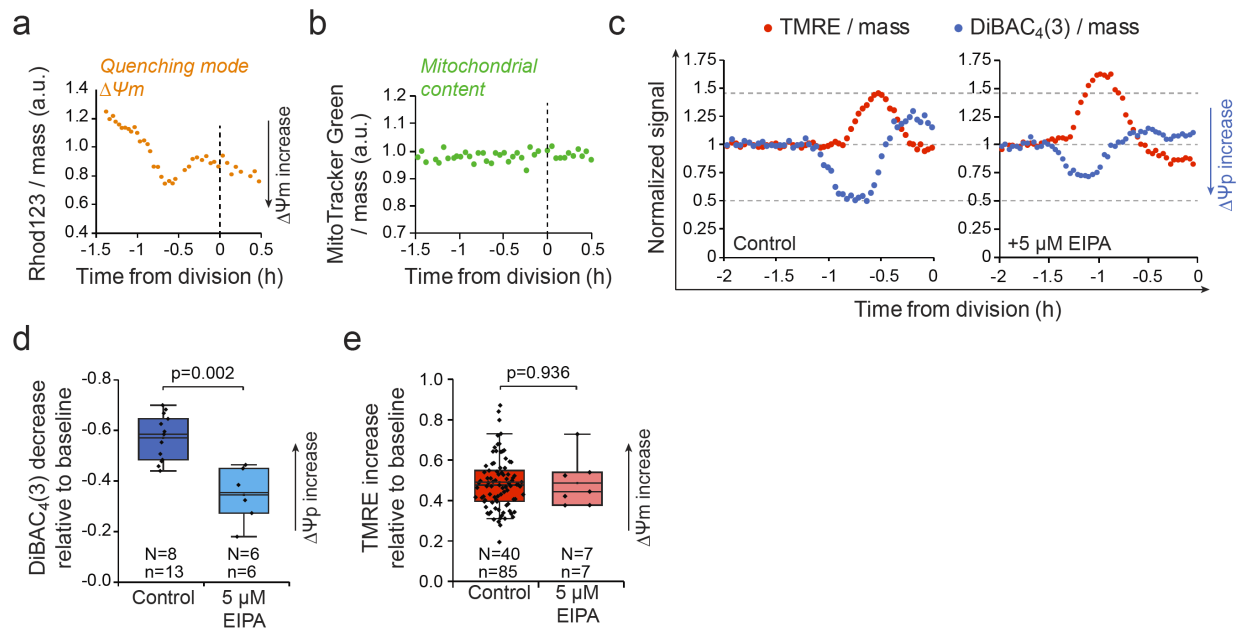 a
Quenching mode
ΔΨm
Rhod123 / mass (a.u.)
1.4
1.2
1.0
0.8
0.6
0.4
-1.5
-1
-0.5
0
0.5
Time from division (h)
ΔΨm increase
b
Mitochondrial
content
MitoTracker Green
/ mass (a.u.)
1.2
1.1
1.0
0.9
0.8
0.7
-1.5
-1
-0.5
0
0.5
Time from division (h)
c
TMRE / mass
DiBAC₄(3) / mass
Normalized signal
1.75
1.5
1.25
1
0.75
0.5
0.25
0
Control
-2
-1.5
-1
-0.5
0
1.75
1.5
1.25
1
0.75
0.5
0.25
0
+5 µM EIPA
-2
-1.5
-1
-0.5
0
ΔΨp increase
Time from division (h)
d
DiBAC₄(3) decrease
relative to baseline
-0.8
-0.6
-0.4
-0.2
-0.0
p=0.002
N=8
n=13
N=6
n=6
Control
5 µM
EIPA
ΔΨp increase
e
TMRE increase
relative to baseline
1.0
0.8
0.6
0.4
0.2
0.0
p=0.936
N=40
n=85
N=7
n=7
Control
5 µM
EIPA
ΔΨm increase